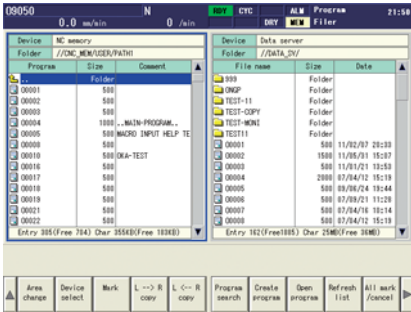 09050 N RDY CYC ALM Program 21:50
0.0 mm/min 0 /min DRY MEM Filer
Device NC memory
Folder //CNC_MEM/USER/PATH1
Program Size Comment
.. Folder
O0001 500
O0002 500
O0003 500
O0004 1000 ..MAIN-PROGRAM..
O0005 500 MACRO INPUT HELP TE
O0008 500
O0010 500 OKA-TEST
O0016 500
O0017 500
O0018 500
O0019 500
O0021 500
O0022 500
Entry 305(Free 704) Char 355KB(Free 183KB)
Device Data server
Folder //DATA_SV/
File name Size Date
999 Folder
ONGP Folder
TEST-11 Folder
TEST-COPY Folder
TEST-MONI Folder
TEST11 Folder
O0001 500 11/02/07 20:33
O0002 1500 11/05/31 15:07
O0003 500 11/01/21 13:53
O0004 2000 07/04/12 15:19
O0005 500 09/06/24 19:44
O0006 500 07/09/21 11:28
O0007 500 07/04/16 10:14
O0008 500 07/04/12 15:19
Entry 162(Free1885) Char 25MB(Free 36MB)
Area change
Device select
Mark
L --> R copy
L <-- R copy
Program search
Create program
Open program
Refresh list
All mark /cancel